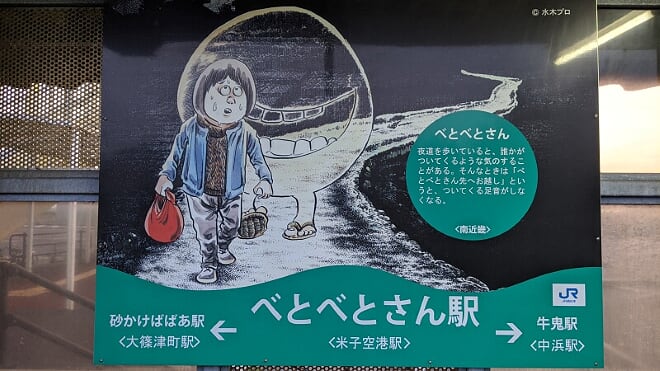 © 水木プロ
べとべとさん
夜道を歩いていると、誰かが
ついてくるような気のするこ
とがある。そんなときは「べ
とべとさん先へお越し」とい
うと、ついてくる足音がしな
くなる。
<南近畿>
JR
べとべとさん駅
<米子空港駅>
砂かけばばあ駅
<大篠津町駅>
牛鬼駅
<中浜駅>